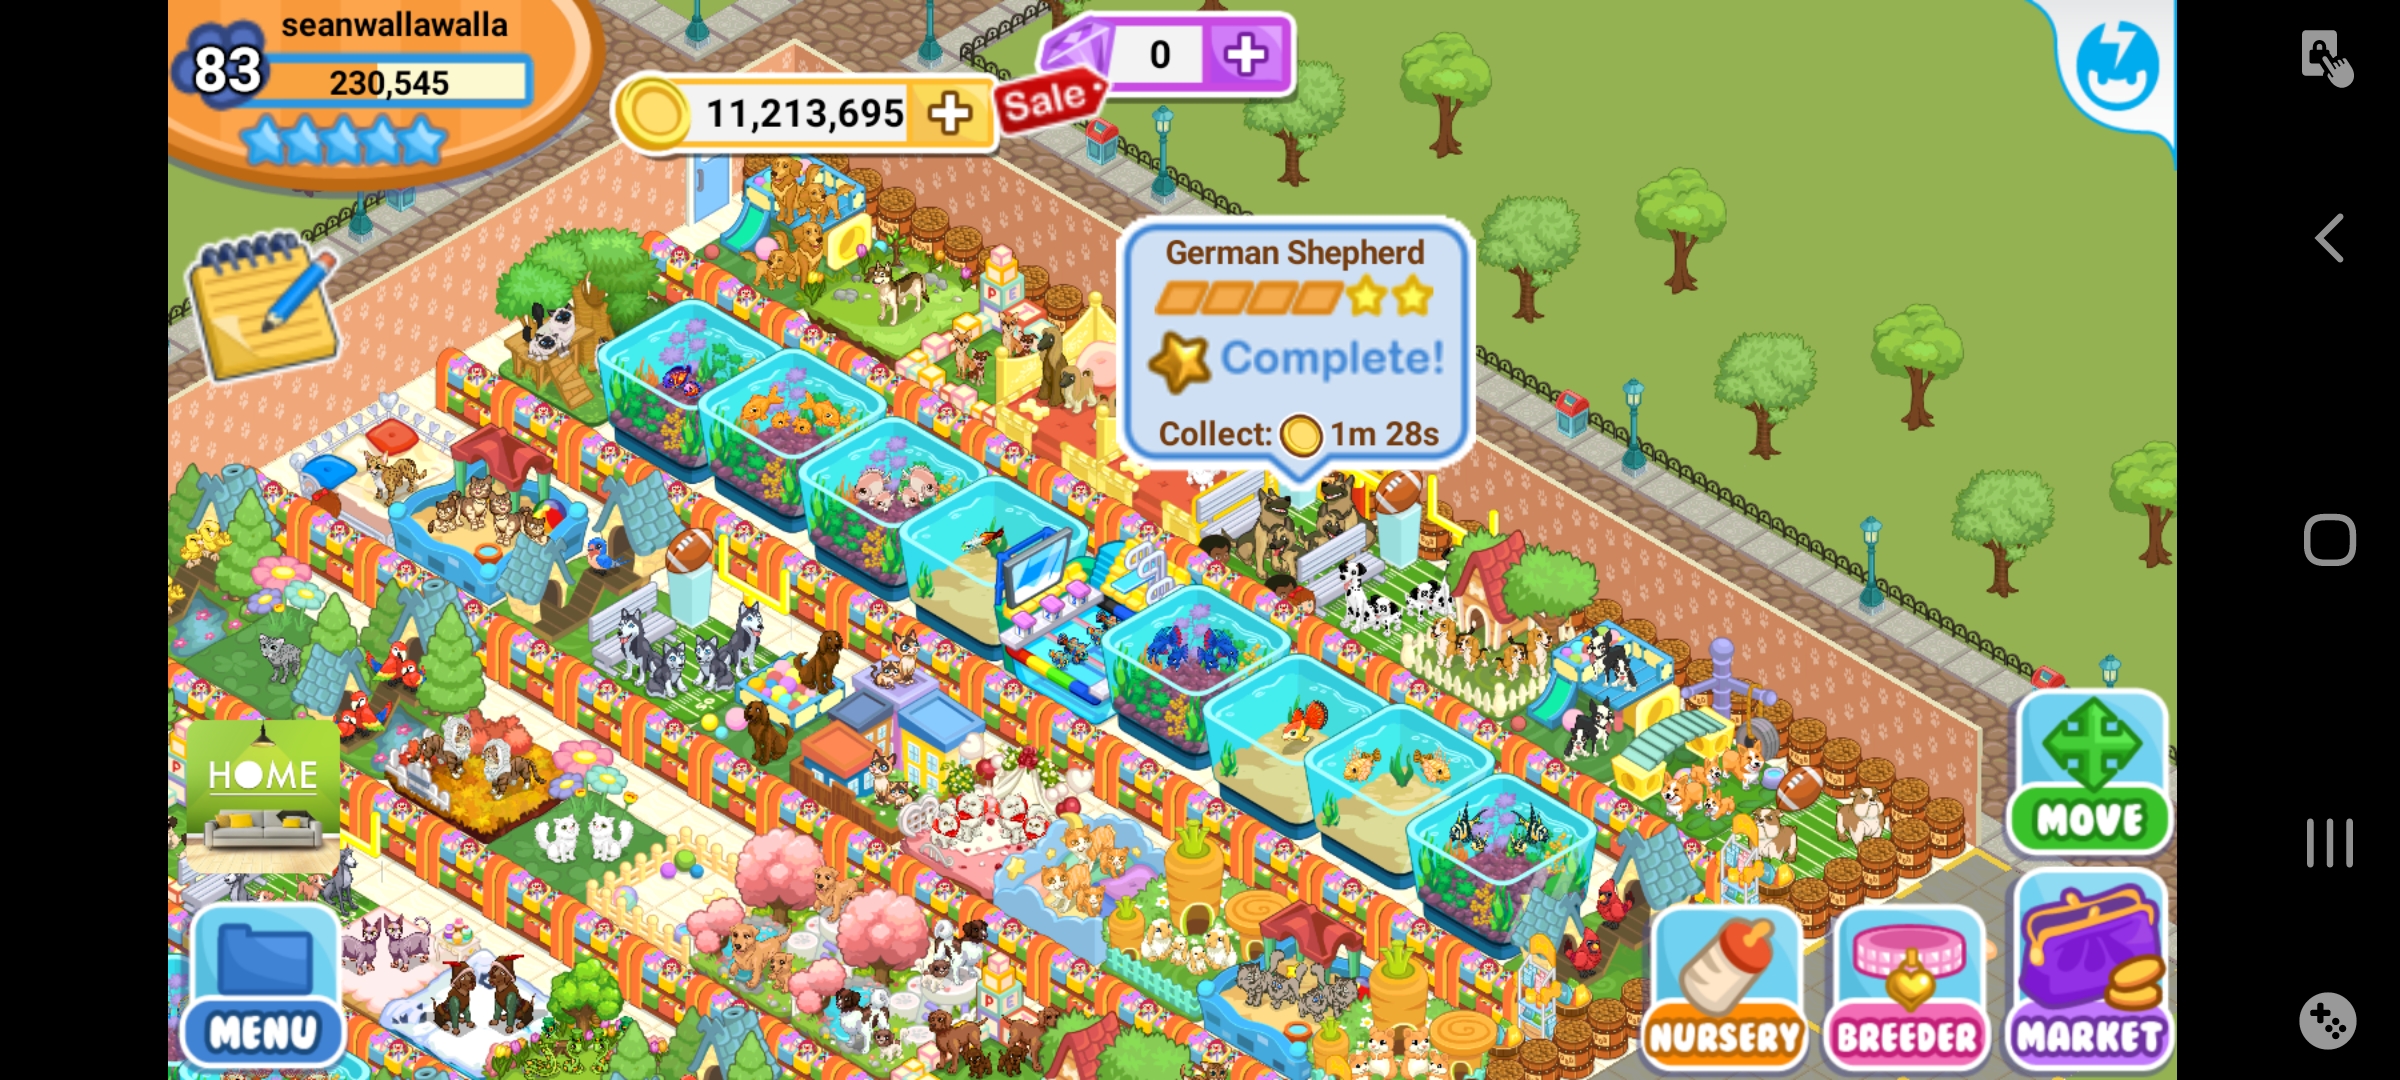 seanwallawalla
83
230,545
11,213,695
Sale
0
German Shepherd
Complete!
Collect: 1m 28s
HOME
MENU
MOVE
NURSERY
BREEDER
MARKET